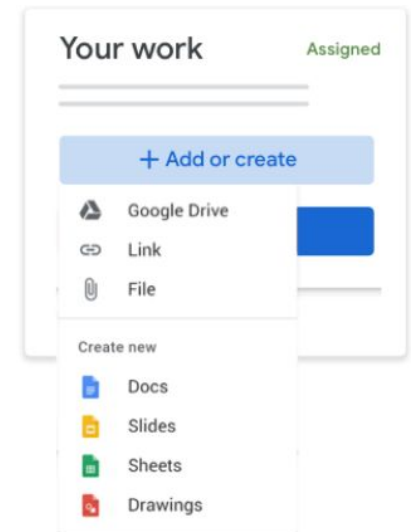 Your work
Assigned
+ Add or create
Google Drive
Link
File
Create new
Docs
Slides
Sheets
Drawings